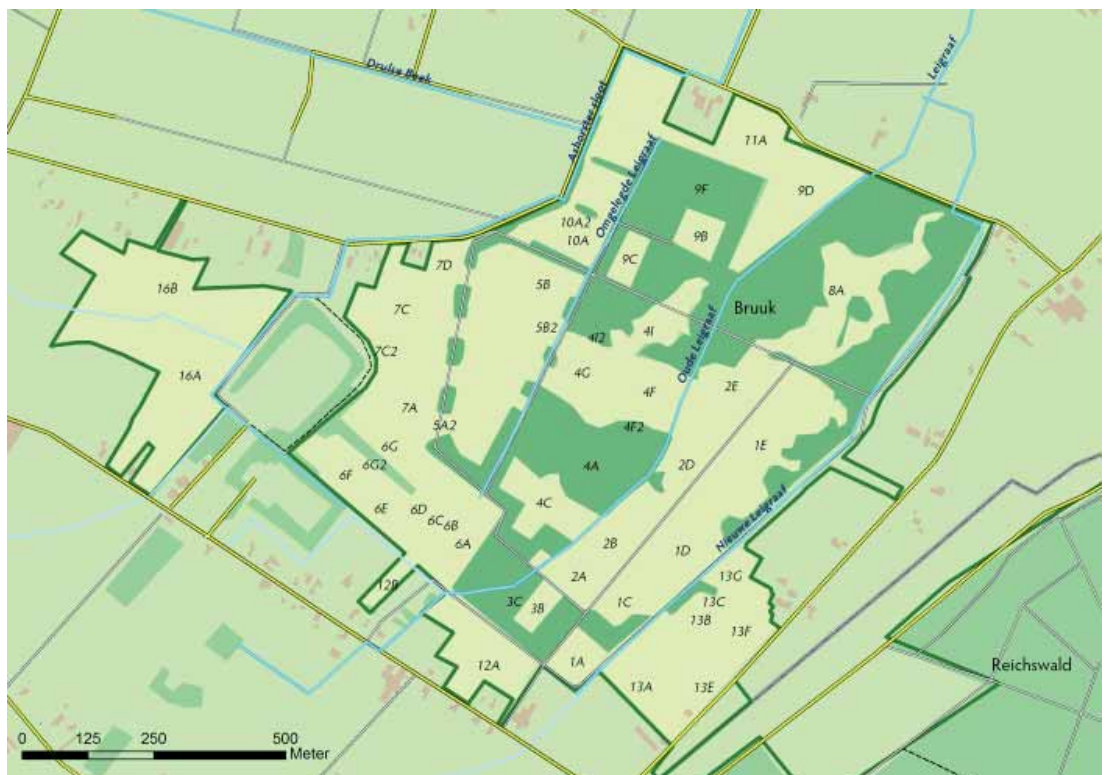 Leigraaf
Drulse Beek
Ashorster sloot
Omgelegde Leigraaf
11A
9F
9D
10A2
10A
9B
9C
7D
16B
5B
8A
Bruuk
7C
5B2
4I2
4I
Oude Leigraaf
7C2
16A
4G
4F
2E
7A
5A2
4F2
6G
1E
6G2
6F
4A
2D
4C
6E
6D
6C
6B
6A
Nieuwe Leigraaf
2B
1D
2A
13G
12B
3C
3B
1C
13C
13B
13F
12A
1A
Reichswald
13A
13E
0 125 250 500
Meter